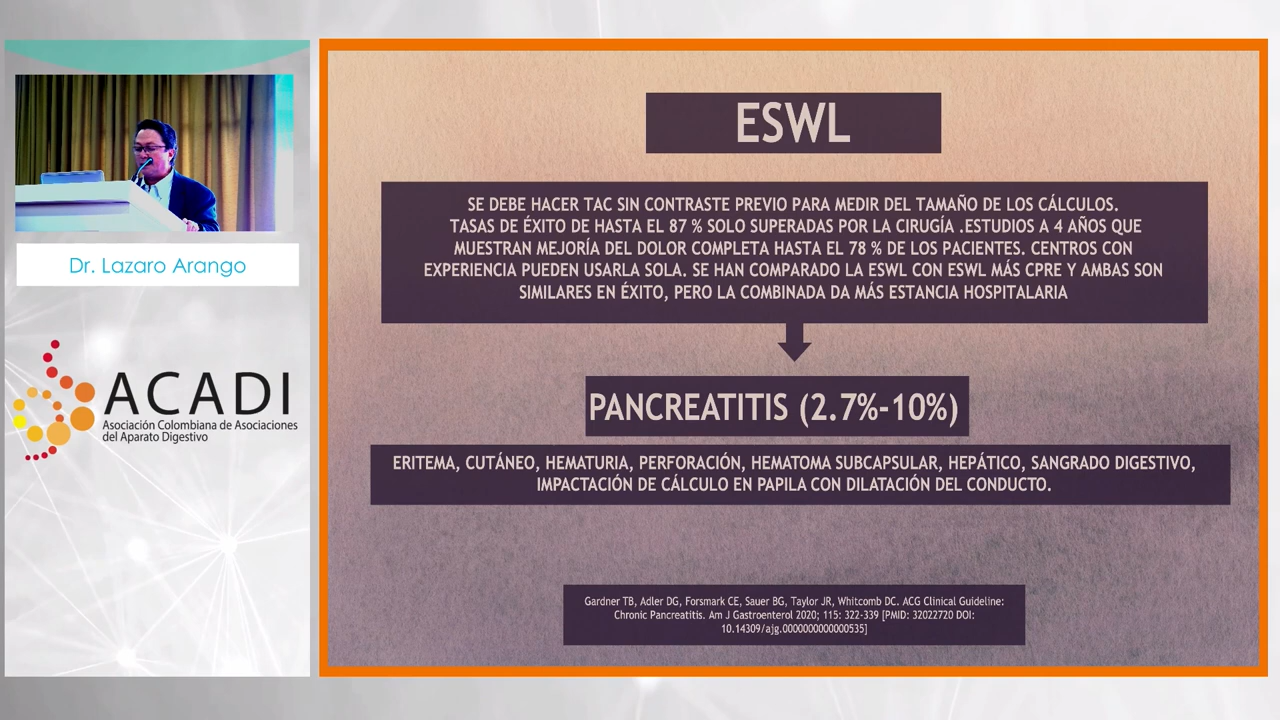 Dr. Lazaro Arango
ACADI
Asociación Colombiana de Asociaciones
del Aparato Digestivo
ESWL
SE DEBE HACER TAC SIN CONTRASTE PREVIO PARA MEDIR DEL TAMAÑO DE LOS CÁLCULOS.
TASAS DE ÉXITO DE HASTA EL 87 % SOLO SUPERADAS POR LA CIRUGÍA .ESTUDIOS A 4 AÑOS QUE
MUESTRAN MEJORÍA DEL DOLOR COMPLETA HASTA EL 78 % DE LOS PACIENTES. CENTROS CON
EXPERIENCIA PUEDEN USARLA SOLA. SE HAN COMPARADO LA ESWL CON ESWL MÁS CPRE Y AMBAS SON
SIMILARES EN ÉXITO, PERO LA COMBINADA DA MÁS ESTANCIA HOSPITALARIA
PANCREATITIS (2.7%-10%)
ERITEMA, CUTÁNEO, HEMATURIA, PERFORACIÓN, HEMATOMA SUBCAPSULAR, HEPÁTICO, SANGRADO DIGESTIVO,
IMPACTACIÓN DE CÁLCULO EN PAPILA CON DILATACIÓN DEL CONDUCTO.
Gardner TB, Adler DG, Forsmark CE, Sauer BG, Taylor JR, Whitcomb DC. ACG Clinical Guideline:
Chronic Pancreatitis. Am J Gastroenterol 2020; 115: 322-339 [PMID: 32022720 DOI:
10.14309/ajg.0000000000000535]